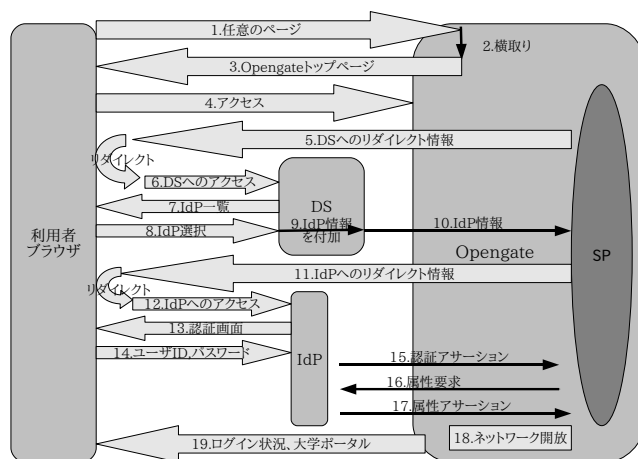 1.任意のページ
2.横取り
3.Opengateトップページ
4.アクセス
5.DSへのリダイレクト情報
リダイレクト
6.DSへのアクセス
7.IdP一覧
DS
8.IdP選択
9.IdP情報
を付加
10.IdP情報
利用者
ブラウザ
Opengate
SP
11.IdPへのリダイレクト情報
リダイレクト
12.IdPへのアクセス
13.認証画面
14.ユーザID,パスワード
IdP
15.認証アサーション
16.属性要求
17.属性アサーション
18.ネットワーク開放
19.ログイン状況、大学ポータル